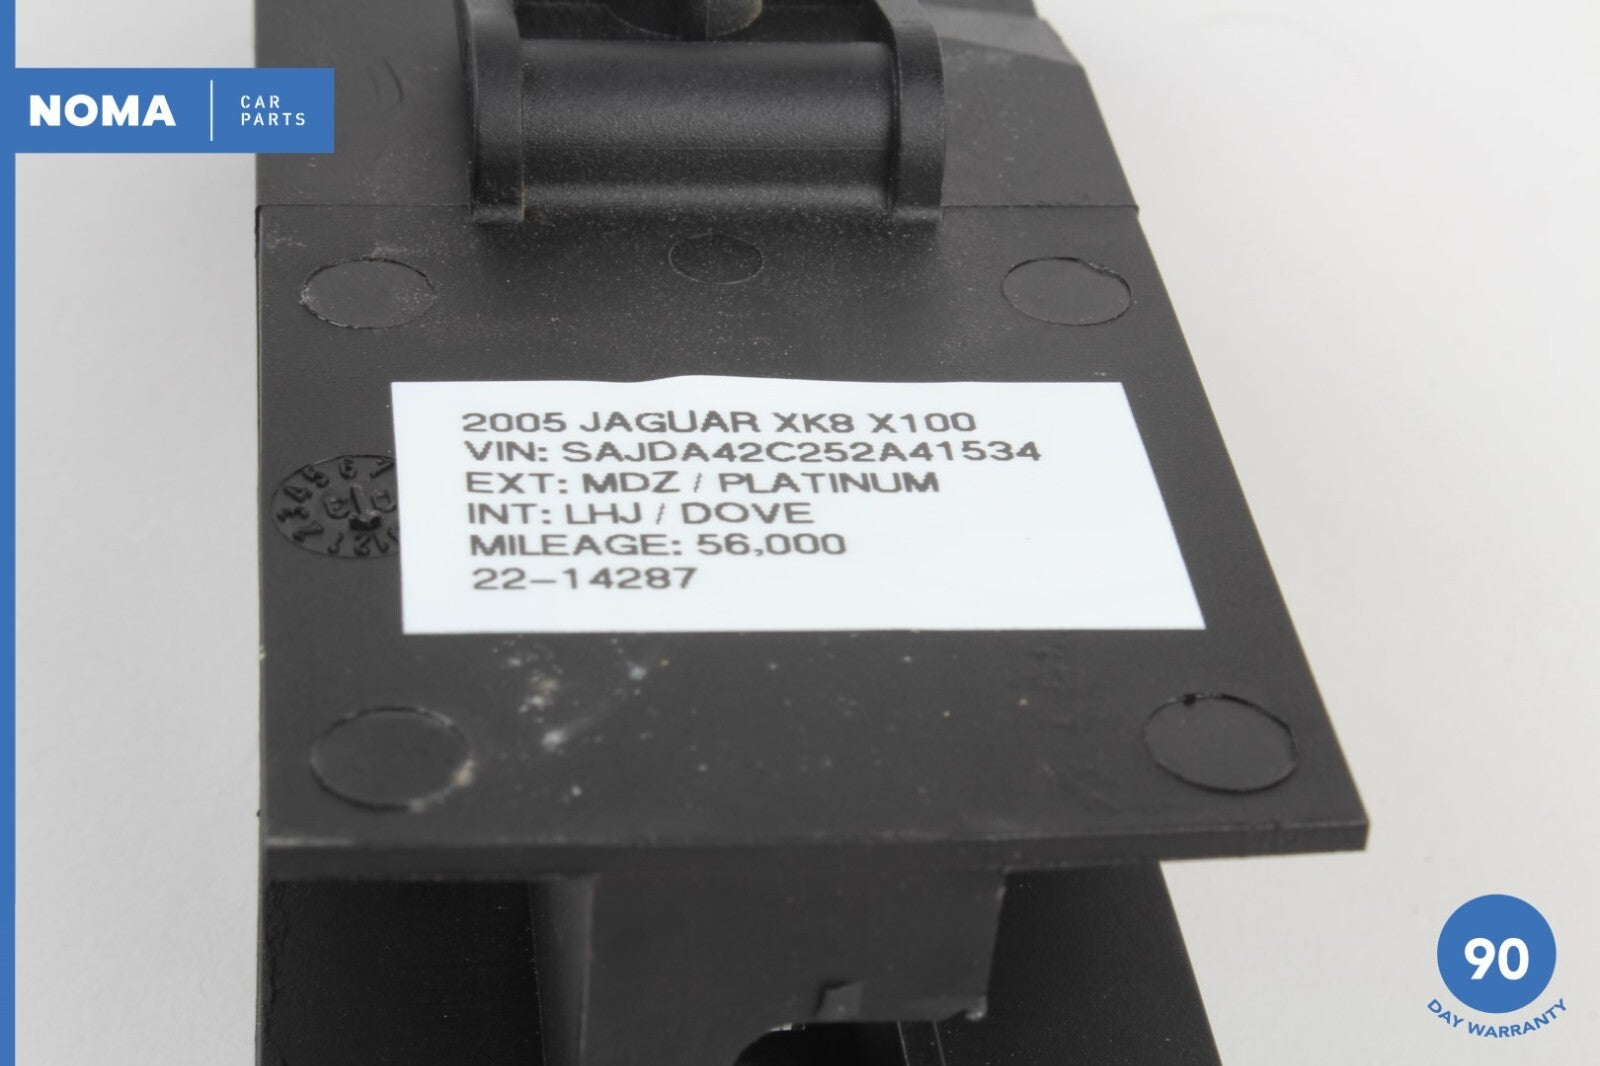 NOMA
CAR
PARTS
2005 JAGUAR XK8 X100
VIN: SAJDA42C252A41534
EXT: MDZ / PLATINUM
INT: LHJ / DOVE
MILEAGE: 56,000
22-14287
90
DAY WARRANTY